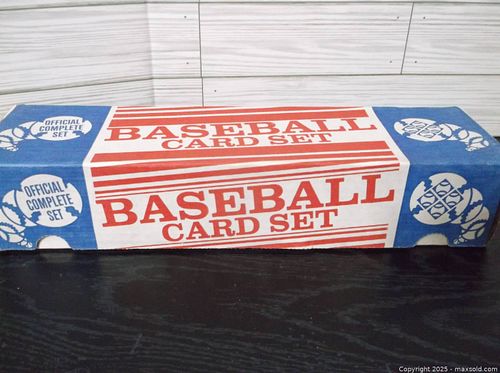 OFFICIAL
COMPLETE
SET
BASEBALL
CARD SET
OFFICIAL
COMPLETE
SET
BASEBALL
CARD SET
Copyright 2025 - maxsold.com